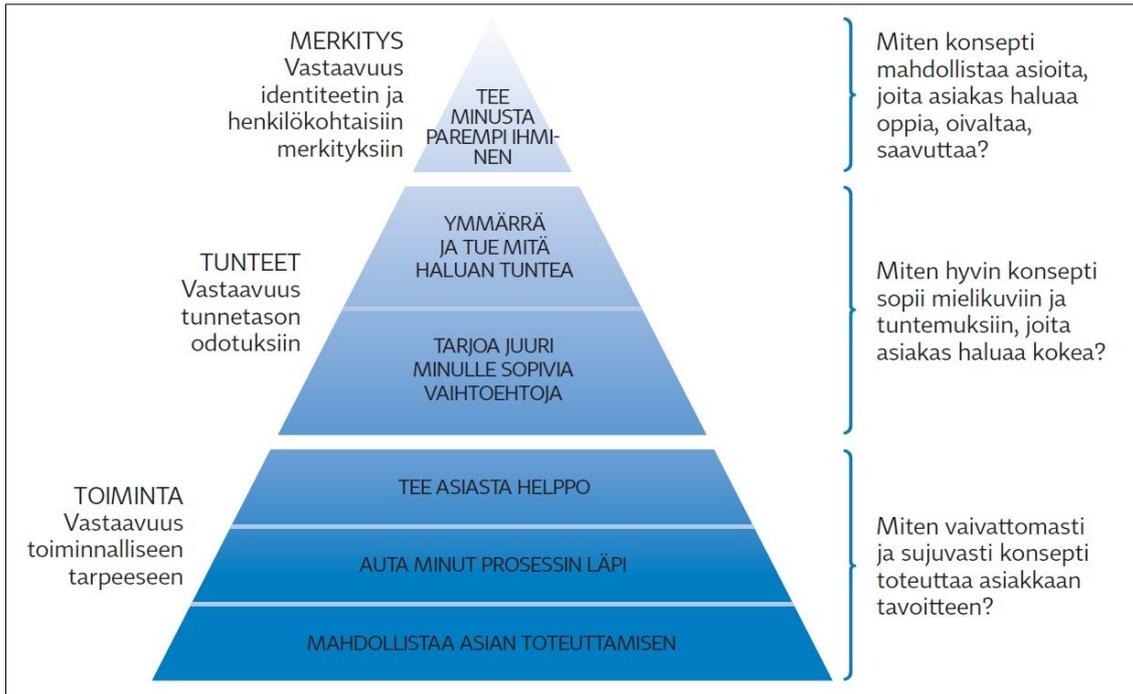 MERKITYS
Vastaavuus
identiteetin ja
henkilökohtaisiin
merkityksiin
TEE
MINUSTA
PAREMPI IHMI-
NEN
Miten konsepti
mahdollistaa asioita,
joita asiakas haluaa
oppia, oivaltaa,
saavuttaa?
TUNTEET
Vastaavuus
tunnetason
odotuksiin
YMMÄRRÄ
JA TUE MITÄ
HALUAN TUNTEA
TARJOA JUURI
MINULLE SOPIVIA
VAIHTOEHTOJA
Miten hyvin konsepti
sopii mielikuviin ja
tuntemuksiin, joita
asiakas haluaa kokea?
TOIMINTA
Vastaavuus
toiminnalliseen
tarpeeseen
TEE ASIASTA HELPPO
AUTA MINUT PROSESSIN LÄPI
MAHDOLLISTAA ASIAN TOTEUTTAMISEN
Miten vaivattomasti
ja sujuvasti konsepti
toteuttaa asiakkaan
tavoitteen?